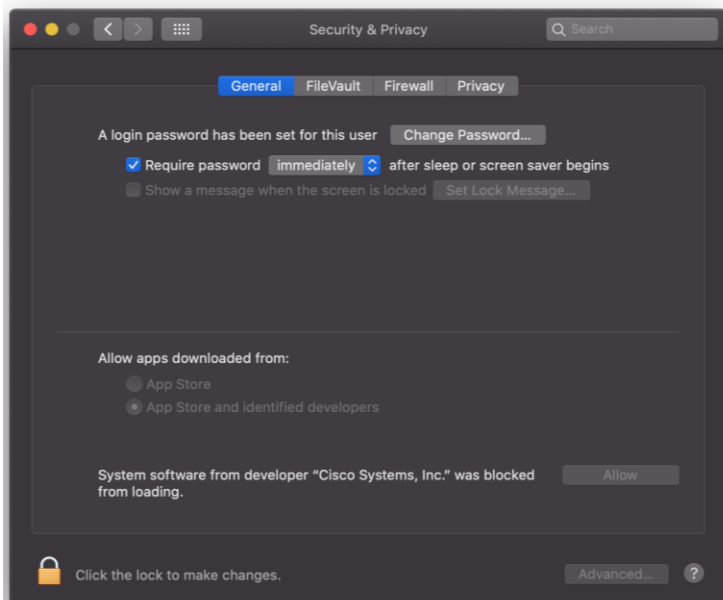 Security & Privacy
Search
General FileVault Firewall Privacy
A login password has been set for this user Change Password...
Require password immediately after sleep or screen saver begins
Show a message when the screen is locked Set Lock Message...
Allow apps downloaded from:
App Store
App Store and identified developers
System software from developer “Cisco Systems, Inc.” was blocked Allow
from loading.
Click the lock to make changes. Advanced... ?